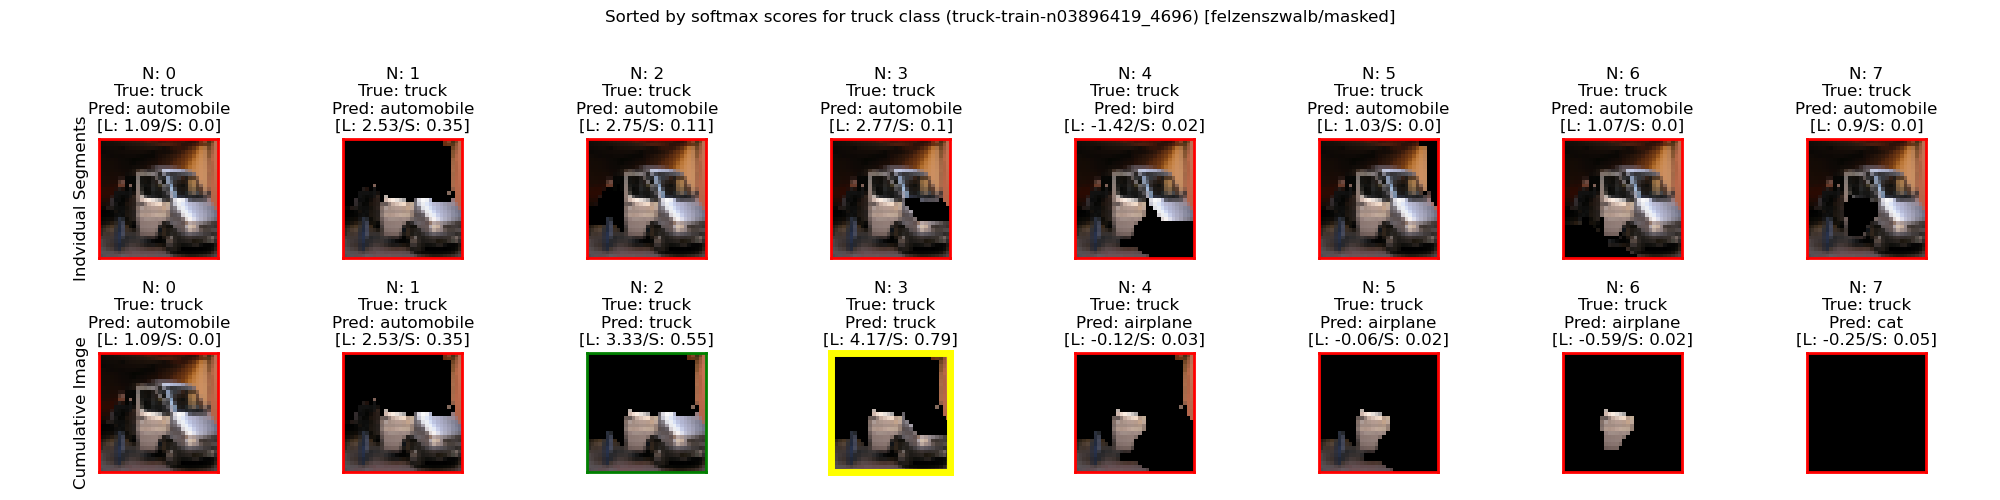 Sorted by softmax scores for truck class (truck-train-n03896419_4696) [felzenszwalb/masked]
Indvidual Segments
N: 0
True: truck
Pred: automobile
[L: 1.09/S: 0.0]
N: 1
True: truck
Pred: automobile
[L: 2.53/S: 0.35]
N: 2
True: truck
Pred: automobile
[L: 2.75/S: 0.11]
N: 3
True: truck
Pred: automobile
[L: 2.77/S: 0.1]
N: 4
True: truck
Pred: bird
[L: -1.42/S: 0.02]
N: 5
True: truck
Pred: automobile
[L: 1.03/S: 0.0]
N: 6
True: truck
Pred: automobile
[L: 1.07/S: 0.0]
N: 7
True: truck
Pred: automobile
[L: 0.9/S: 0.0]
Cumulative Image
N: 0
True: truck
Pred: automobile
[L: 1.09/S: 0.0]
N: 1
True: truck
Pred: automobile
[L: 2.53/S: 0.35]
N: 2
True: truck
Pred: truck
[L: 3.33/S: 0.55]
N: 3
True: truck
Pred: truck
[L: 4.17/S: 0.79]
N: 4
True: truck
Pred: airplane
[L: -0.12/S: 0.03]
N: 5
True: truck
Pred: airplane
[L: -0.06/S: 0.02]
N: 6
True: truck
Pred: airplane
[L: -0.59/S: 0.02]
N: 7
True: truck
Pred: cat
[L: -0.25/S: 0.05]